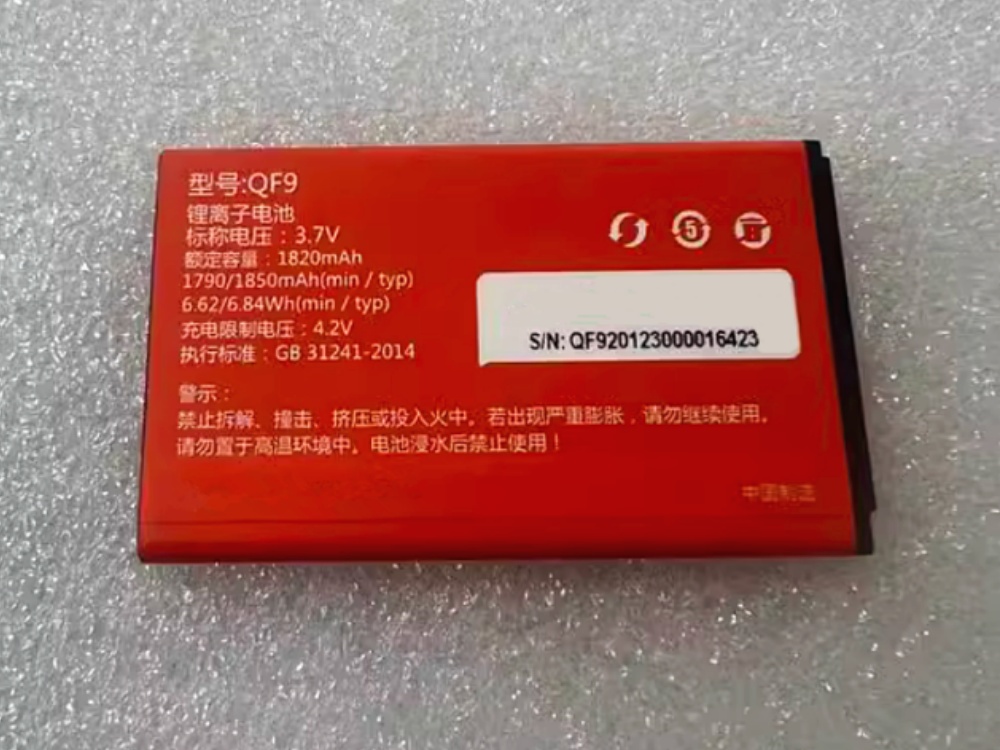 型号:QF9
锂离子电池
标称电压：3.7V
额定容量：1820mAh
1790/1850mAh(min / typ)
6.62/6.84Wh(min / typ)
充电限制电压：4.2V
执行标准：GB 31241-2014
5
S/N: QF920123000016423
警示：
禁止拆解、撞击、挤压或投入火中。若出现严重膨胀，请勿继续使用。
请勿置于高温环境中。电池浸水后禁止使用！
中国制造